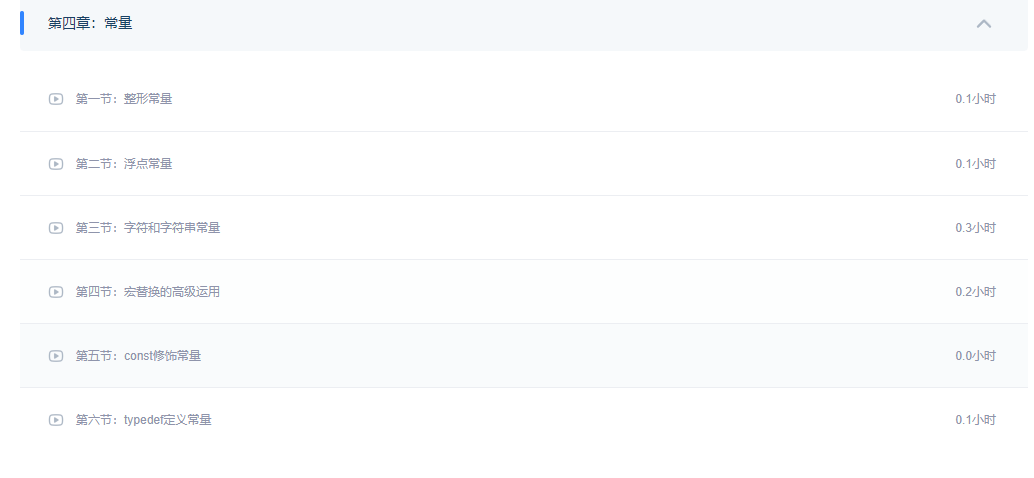 第四章：常量
第一节：整形常量 0.1小时
第二节：浮点常量 0.1小时
第三节：字符和字符串常量 0.3小时
第四节：宏替换的高级运用 0.2小时
第五节：const修饰常量 0.0小时
第六节：typedef定义常量 0.1小时